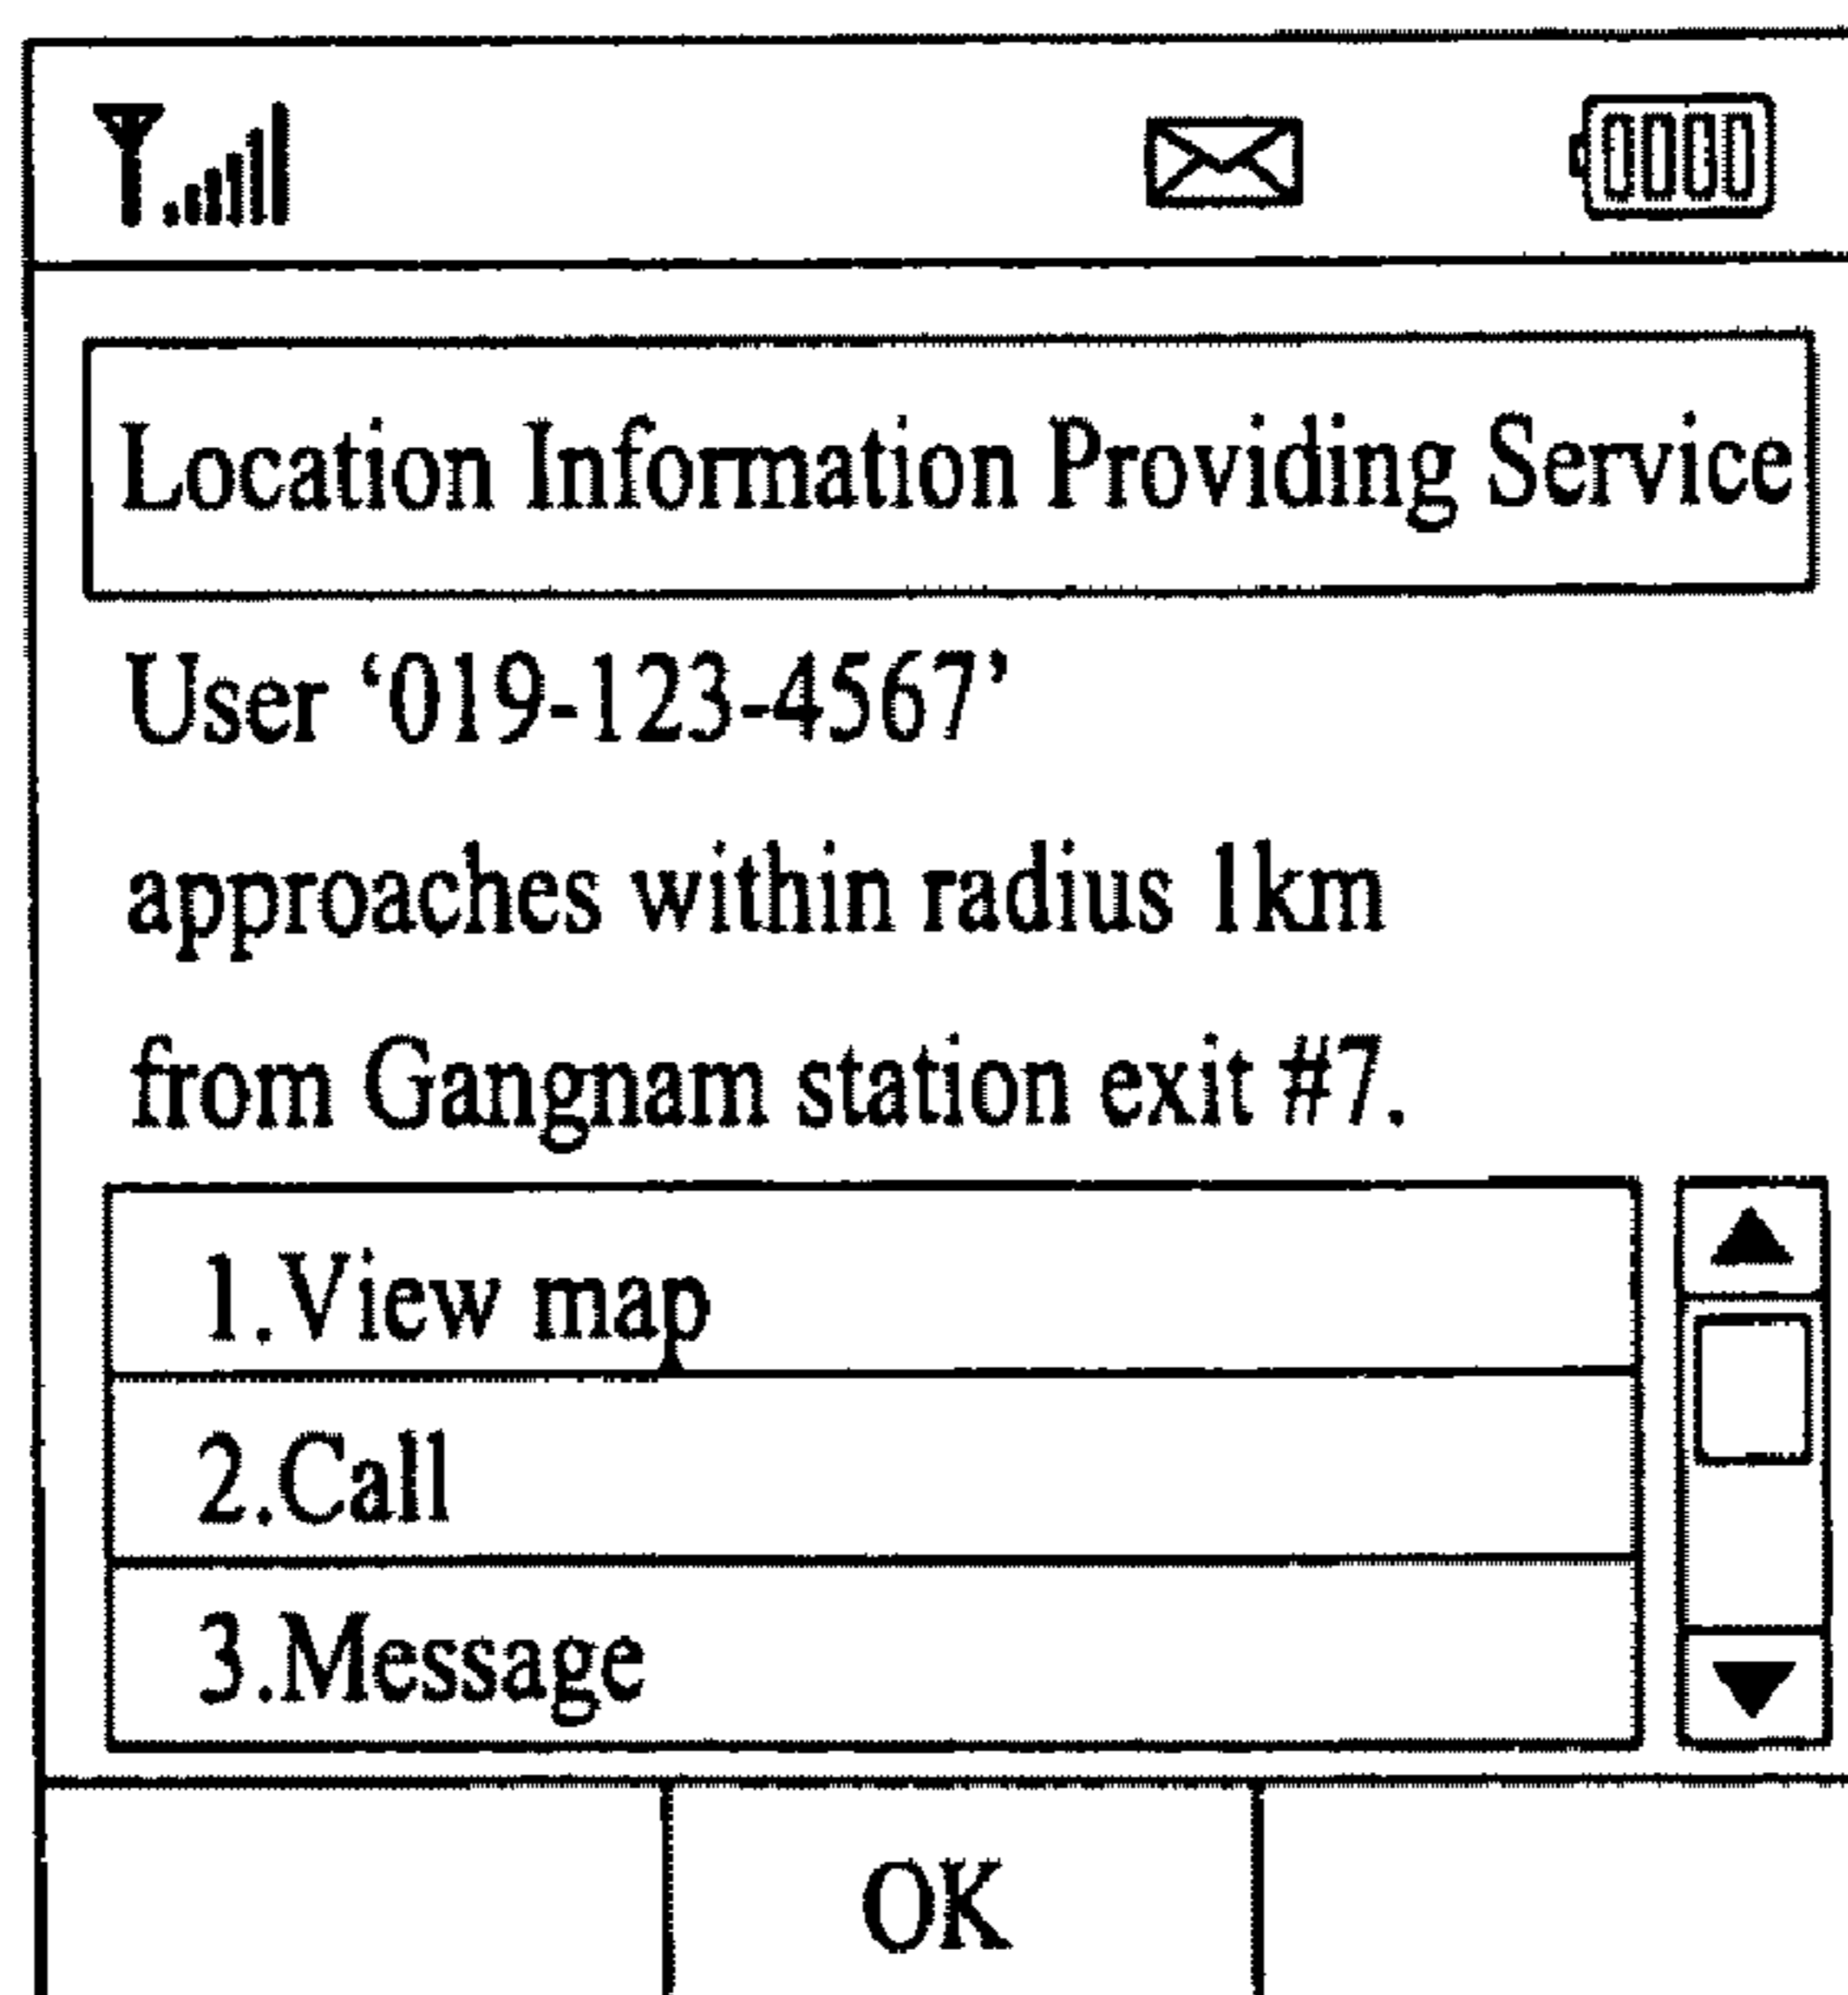 Location Information Providing Service
User ‘019-123-4567’
approaches within radius 1km
from Gangnam station exit #7.
1.View map
2.Call
3.Message
OK